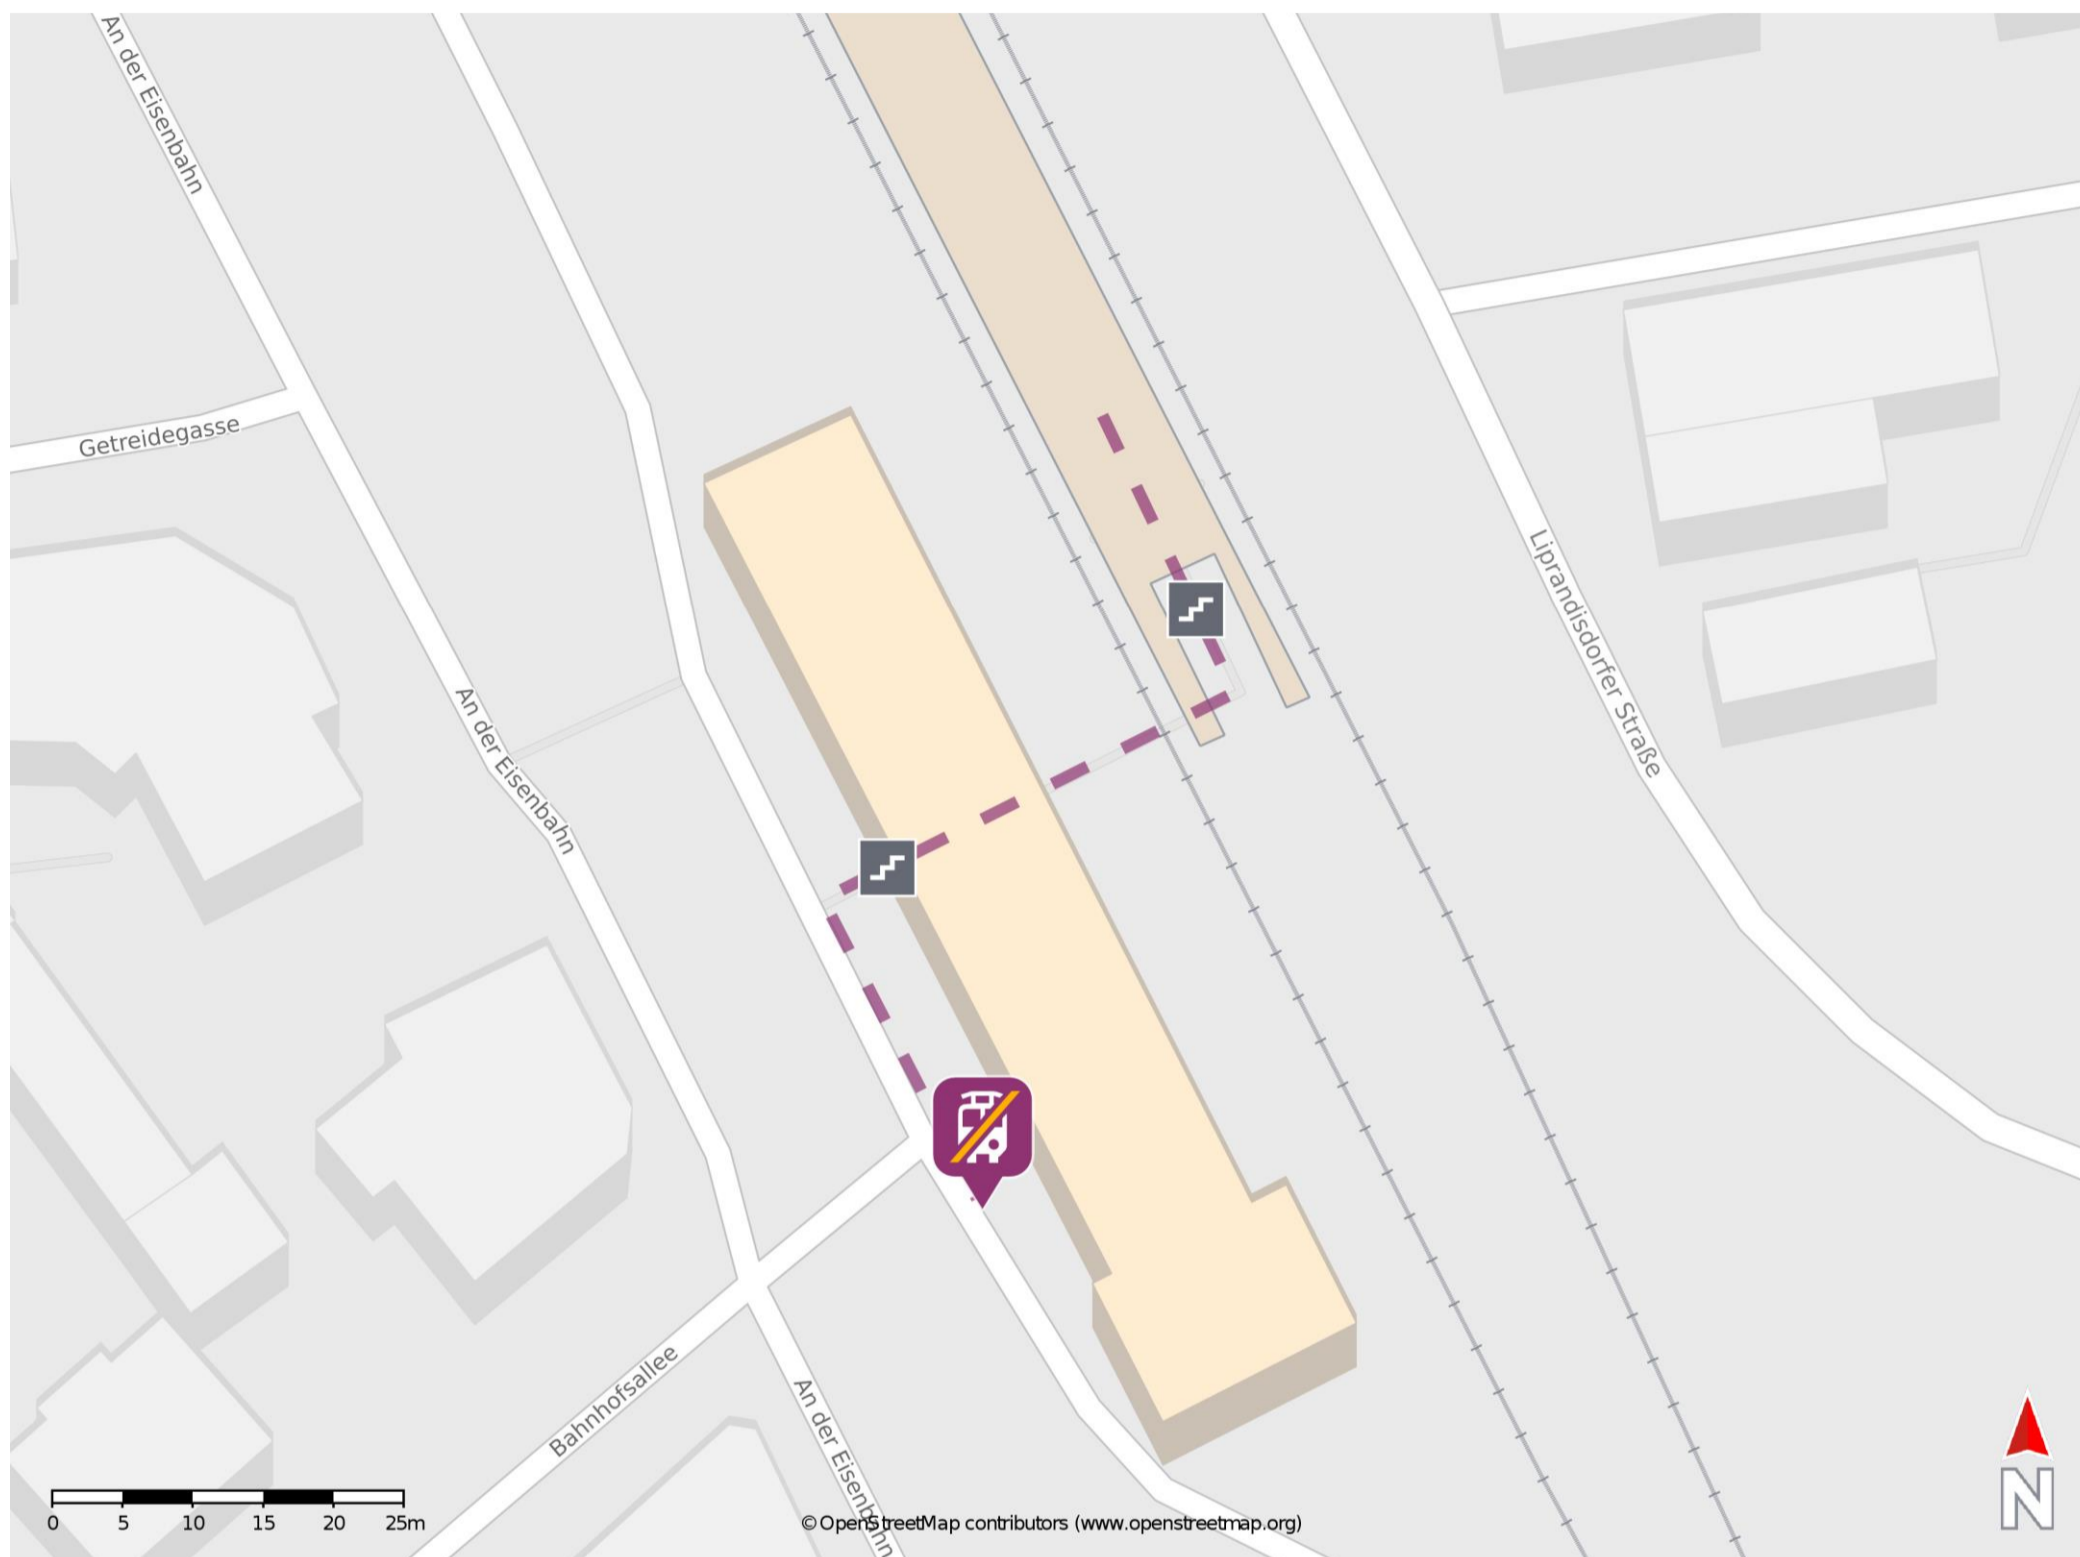 An der Eisenbahn
Getreidegasse
Liprandisdorfer Straße
An der Eisenbahn
Bahnhofsallee
An der Eisenbahn
0 5 10 15 20 25m
© OpenStreetMap contributors (www.openstreetmap.org)
N